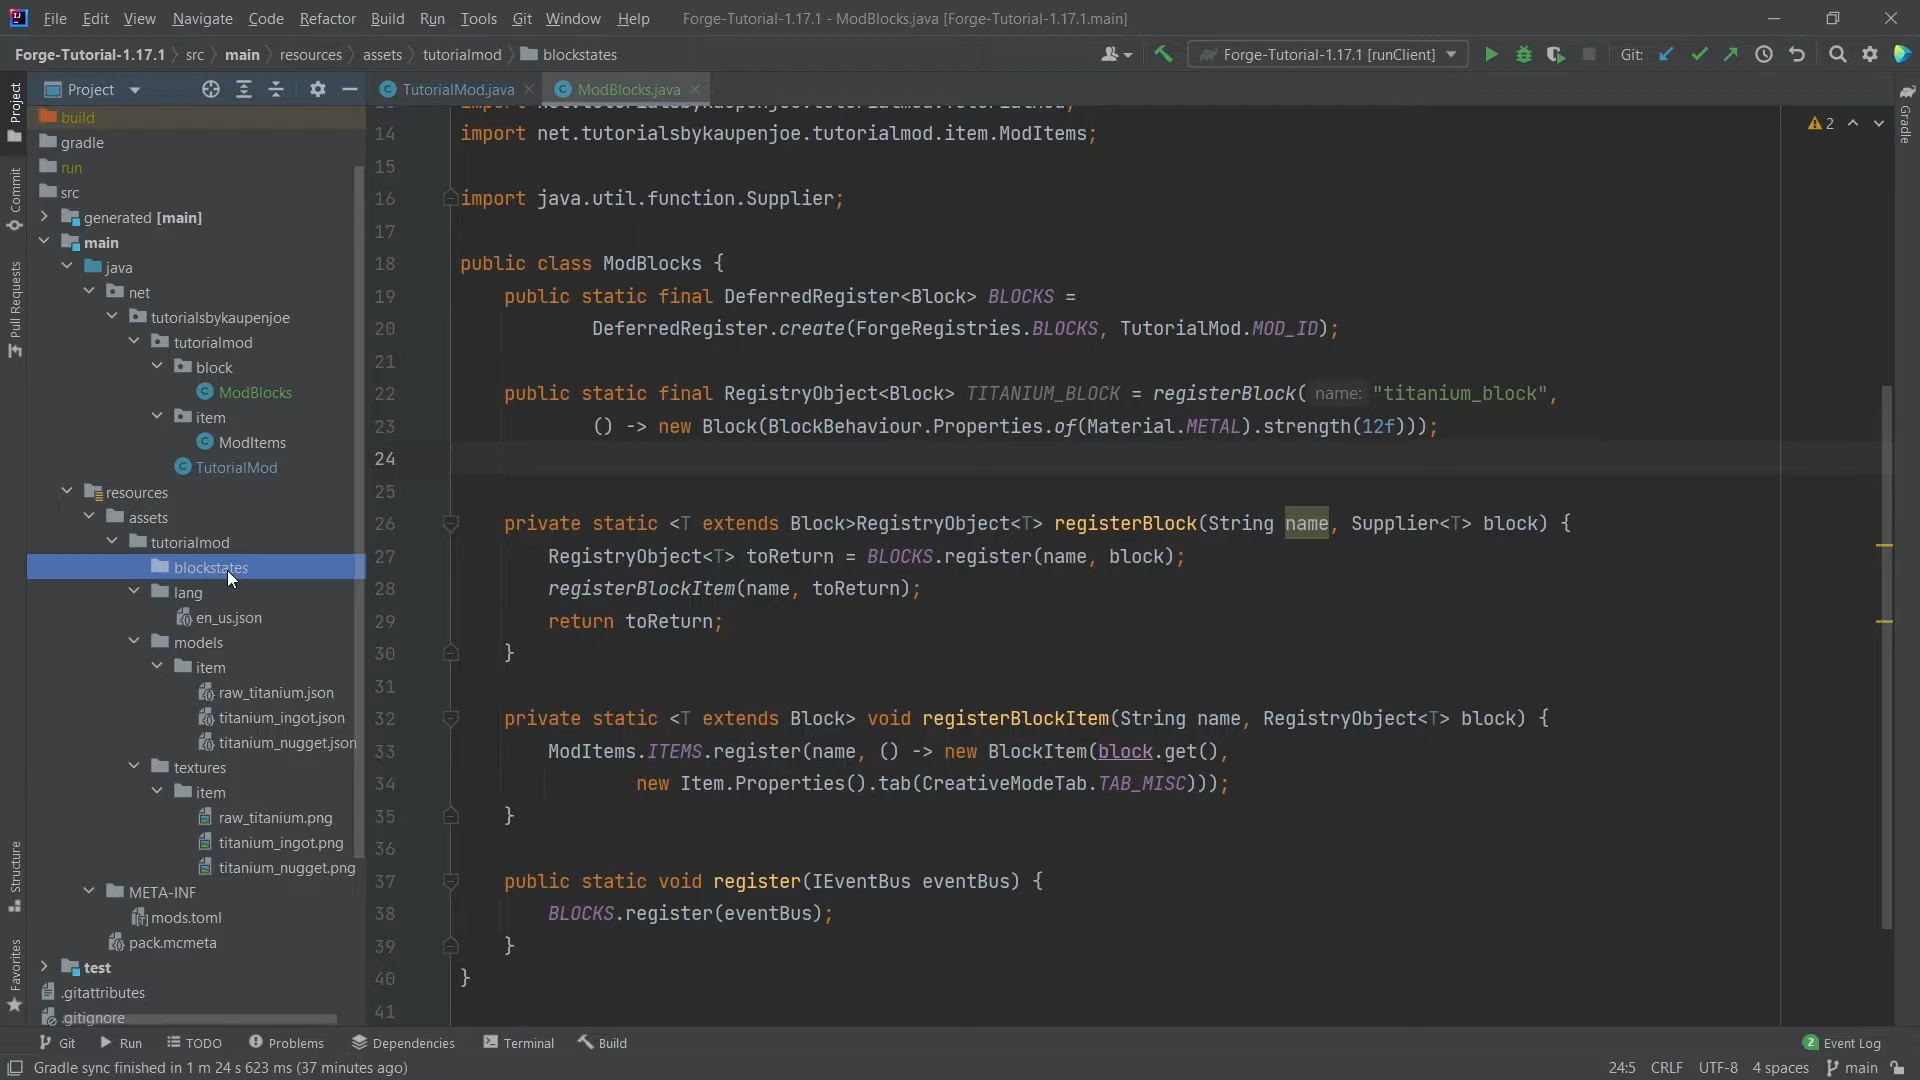 File Edit View Navigate Code Refactor Build Run Tools Git Window Help Forge-Tutorial-1.17.1 - ModBlocks.java [Forge-Tutorial-1.17.1.main]
Forge-Tutorial-1.17.1 src main resources assets tutorialmod blockstates Forge-Tutorial-1.17.1 [runClient] Git:
Project
TutorialMod.java ModBlocks.java
build
gradle
run
src
generated [main]
main
java
net
tutorialsbykaupenjoe
tutorialmod
block
ModBlocks
item
ModItems
TutorialMod
resources
assets
tutorialmod
blockstates
lang
en_us.json
models
item
raw_titanium.json
titanium_ingot.json
titanium_nugget.json
textures
item
raw_titanium.png
titanium_ingot.png
titanium_nugget.png
META-INF
mods.toml
pack.mcmeta
test
.gitattributes
.gitignore
14 import net.tutorialsbykaupenjoe.tutorialmod.item.ModItems;
15
16 import java.util.function.Supplier;
17
18 public class ModBlocks {
19 public static final DeferredRegister<Block> BLOCKS =
20 DeferredRegister.create(ForgeRegistries.BLOCKS, TutorialMod.MOD_ID);
21
22 public static final RegistryObject<Block> TITANIUM_BLOCK = registerBlock( name: "titanium_block",
23 () -> new Block(BlockBehaviour.Properties.of(Material.METAL).strength(12f)));
24
25
26 private static <T extends Block>RegistryObject<T> registerBlock(String name, Supplier<T> block) {
27 RegistryObject<T> toReturn = BLOCKS.register(name, block);
28 registerBlockItem(name, toReturn);
29 return toReturn;
30 }
31
32 private static <T extends Block> void registerBlockItem(String name, RegistryObject<T> block) {
33 ModItems.ITEMS.register(name, () -> new BlockItem(block.get(),
34 new Item.Properties().tab(CreativeModeTab.TAB_MISC)));
35 }
36
37 public static void register(IEventBus eventBus) {
38 BLOCKS.register(eventBus);
39 }
40 }
41
2
Project
Commit
Pull Requests
Structure
Favorites
Gradle
Git Run TODO Problems Dependencies Terminal Build 2 Event Log
Gradle sync finished in 1 m 24 s 623 ms (37 minutes ago) 24:5 CRLF UTF-8 4 spaces main